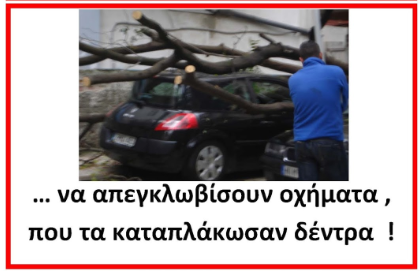 ... να απεγκλωβίσουν οχήματα ,
που τα καταπλάκωσαν δέντρα  !